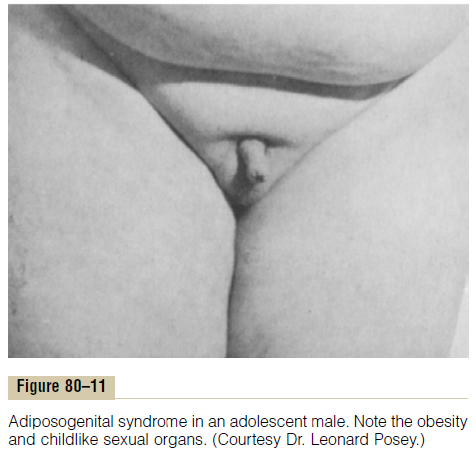 Figure 80–11
Adiposogenital syndrome in an adolescent male. Note the obesity
and childlike sexual organs. (Courtesy Dr. Leonard Posey.)